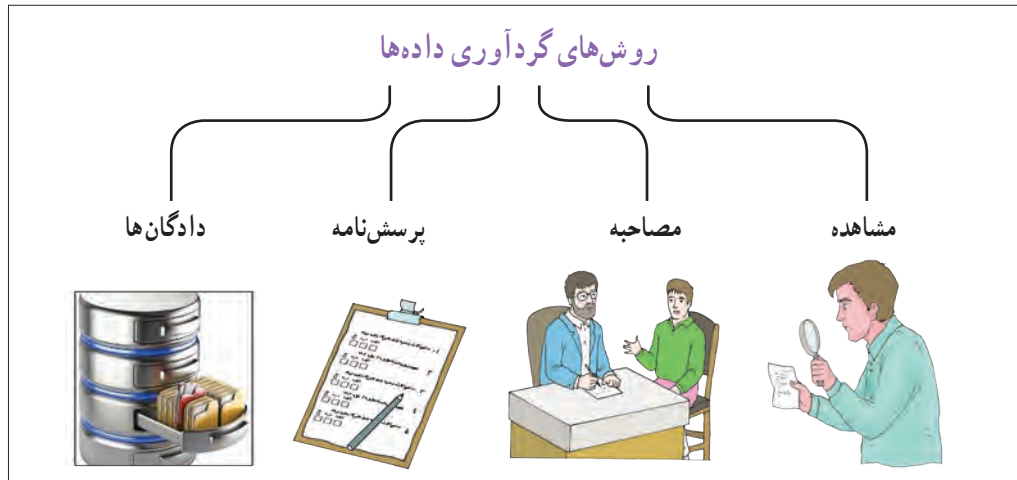 روش‌های گردآوری داده‌ها
مشاهده
مصاحبه
پرسش‌نامه
دادگان‌ها